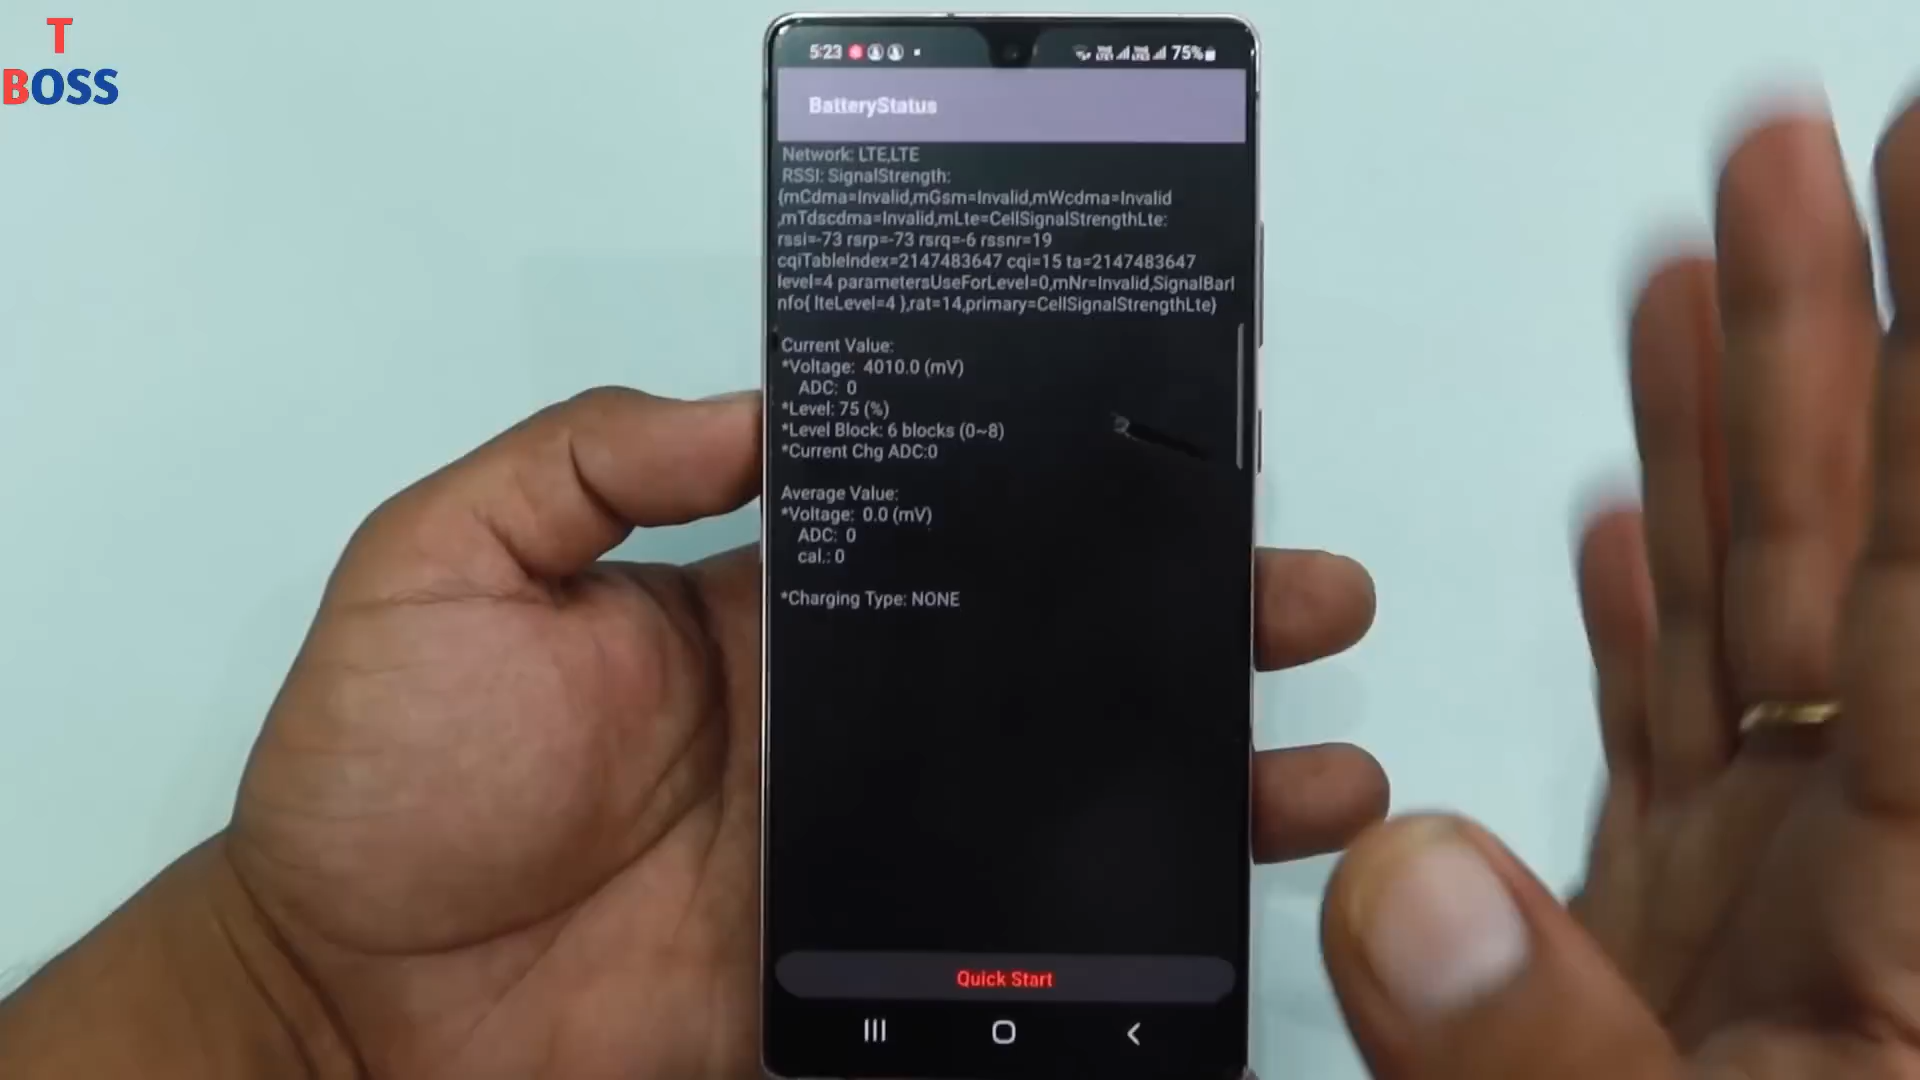 T
BOSS
5:23 75%
BatteryStatus
Network: LTE,LTE
RSSI: SignalStrength:
{mCdma=Invalid,mGsm=Invalid,mWcdma=Invalid
,mTdscdma=Invalid,mLte=CellSignalStrengthLte:
rssi=-73 rsrp=-73 rsrq=-6 rssnr=19
cqiTableIndex=2147483647 cqi=15 ta=2147483647
level=4 parametersUseForLevel=0,mNr=Invalid,SignalBarI
nfo{ lteLevel=4 },rat=14,primary=CellSignalStrengthLte}
Current Value:
*Voltage: 4010.0 (mV)
ADC: 0
*Level: 75 (%)
*Level Block: 6 blocks (0~8)
*Current Chg ADC:0
Average Value:
*Voltage: 0.0 (mV)
ADC: 0
cal.: 0
*Charging Type: NONE
Quick Start